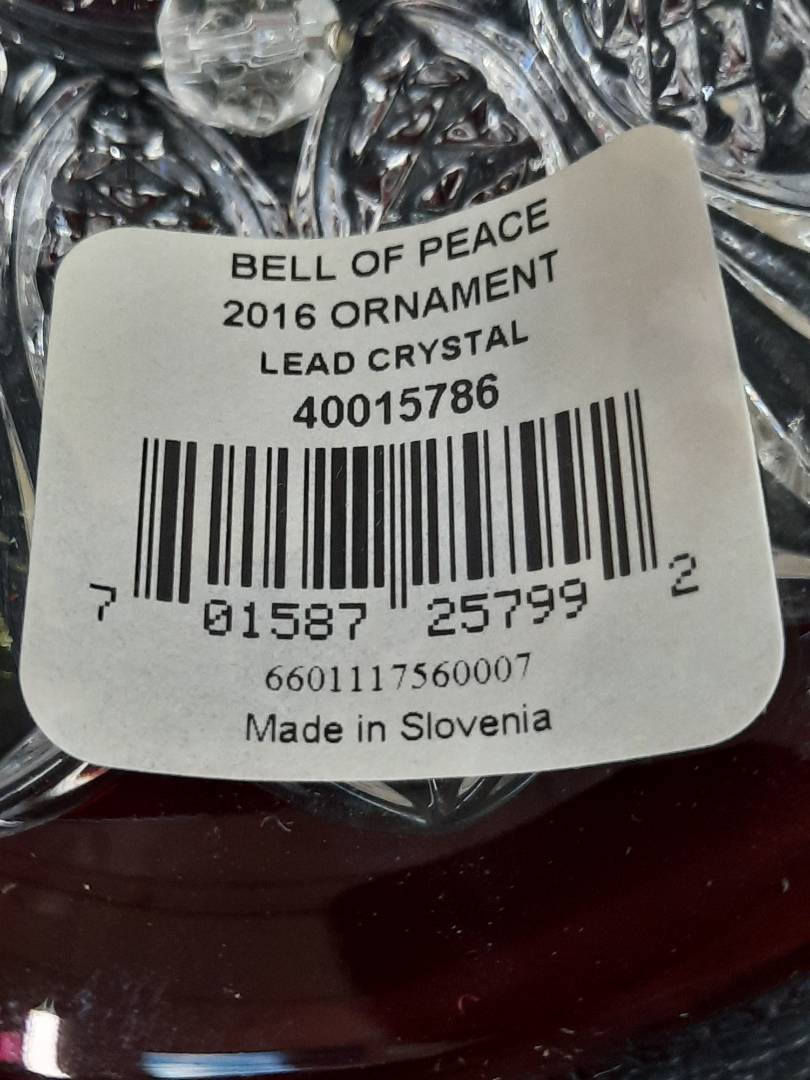 BELL OF PEACE
2016 ORNAMENT
LEAD CRYSTAL
40015786
7 01587 25799 2
6601117560007
Made in Slovenia